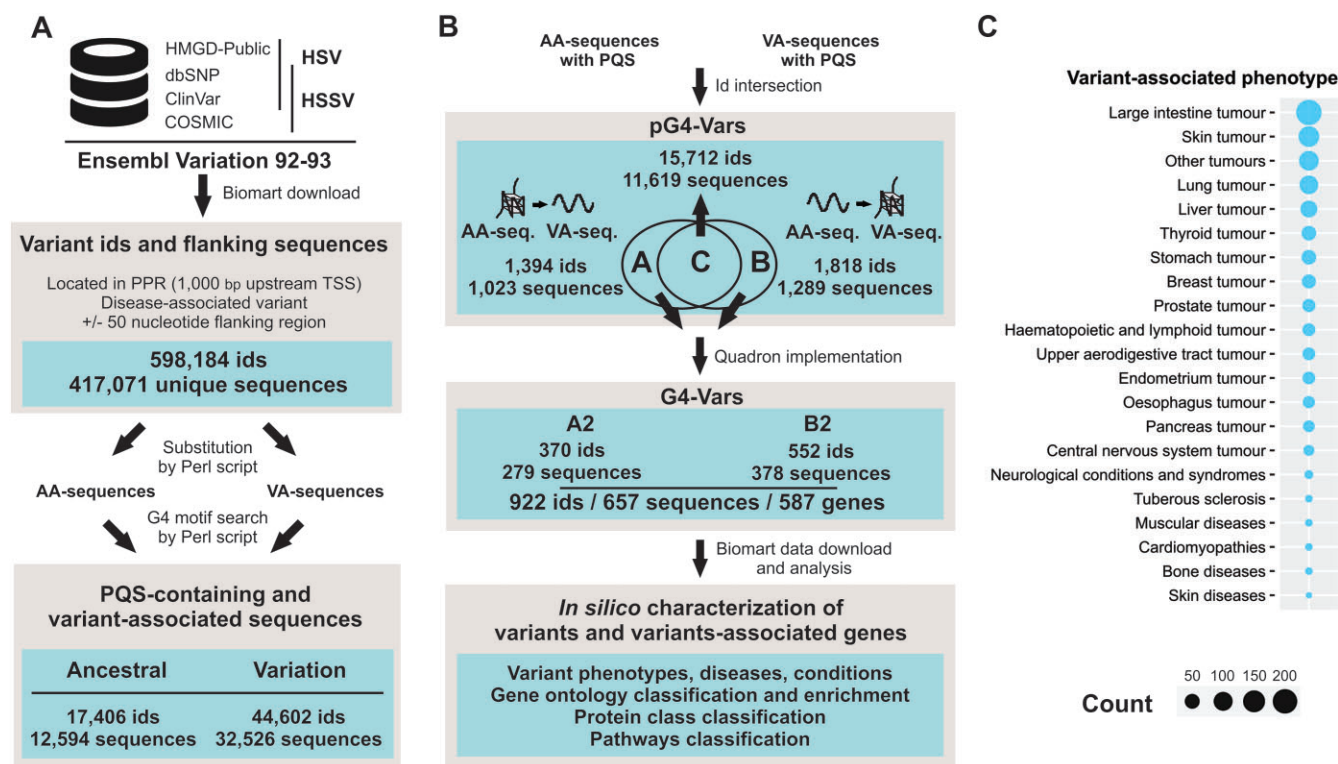 A
HMGD-Public
dbSNP
ClinVar
COSMIC
HSV
HSSV
Ensembl Variation 92-93
Biomart download
Variant ids and flanking sequences
Located in PPR (1,000 bp upstream TSS)
Disease-associated variant
+/- 50 nucleotide flanking region
598,184 ids
417,071 unique sequences
Substitution
by Perl script
AA-sequences
VA-sequences
G4 motif search
by Perl script
PQS-containing and
variant-associated sequences
Ancestral
Variation
17,406 ids
12,594 sequences
44,602 ids
32,526 sequences
B
AA-sequences
with PQS
VA-sequences
with PQS
Id intersection
pG4-Vars
15,712 ids
11,619 sequences
AA-seq. VA-seq.
1,394 ids
1,023 sequences
A
C
B
AA-seq. VA-seq.
1,818 ids
1,289 sequences
Quadron implementation
G4-Vars
A2
370 ids
279 sequences
B2
552 ids
378 sequences
922 ids / 657 sequences / 587 genes
Biomart data download
and analysis
In silico characterization of
variants and variants-associated genes
Variant phenotypes, diseases, conditions
Gene ontology classification and enrichment
Protein class classification
Pathways classification
C
Variant-associated phenotype
Large intestine tumour
Skin tumour
Other tumours
Lung tumour
Liver tumour
Thyroid tumour
Stomach tumour
Breast tumour
Prostate tumour
Haematopoietic and lymphoid tumour
Upper aerodigestive tract tumour
Endometrium tumour
Oesophagus tumour
Pancreas tumour
Central nervous system tumour
Neurological conditions and syndromes
Tuberous sclerosis
Muscular diseases
Cardiomyopathies
Bone diseases
Skin diseases
50 100 150 200
Count